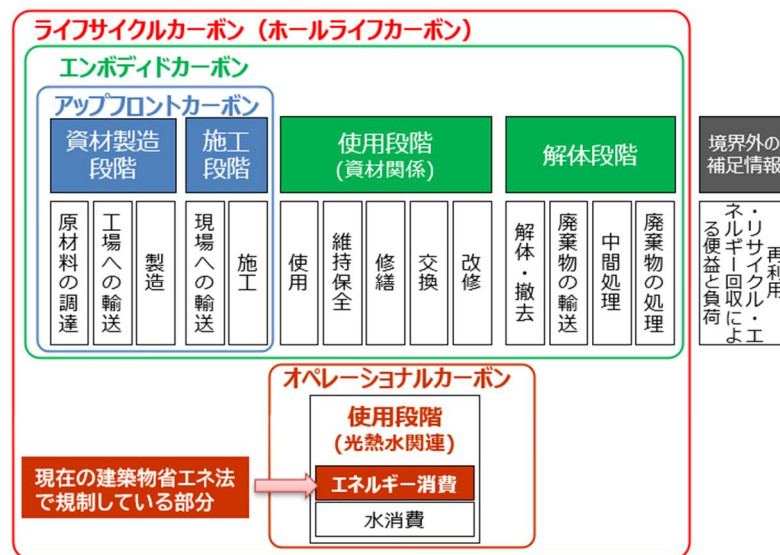 ライフサイクルカーボン（ホールライフカーボン）
エンボディドカーボン
アップフロントカーボン
資材製造
段階
施工
段階
使用段階
(資材関係)
解体段階
境界外の
補足情報
原材料の調達
工場への輸送
製造
現場への輸送
施工
使用
維持保全
修繕
交換
改修
解体・撤去
廃棄物の輸送
中間処理
廃棄物の処理
再利用
・リサイクル・エ
ネルギー回収によ
る便益と負荷
オペレーショナルカーボン
使用段階
(光熱水関連)
現在の建築物省エネ法
で規制している部分
エネルギー消費
水消費